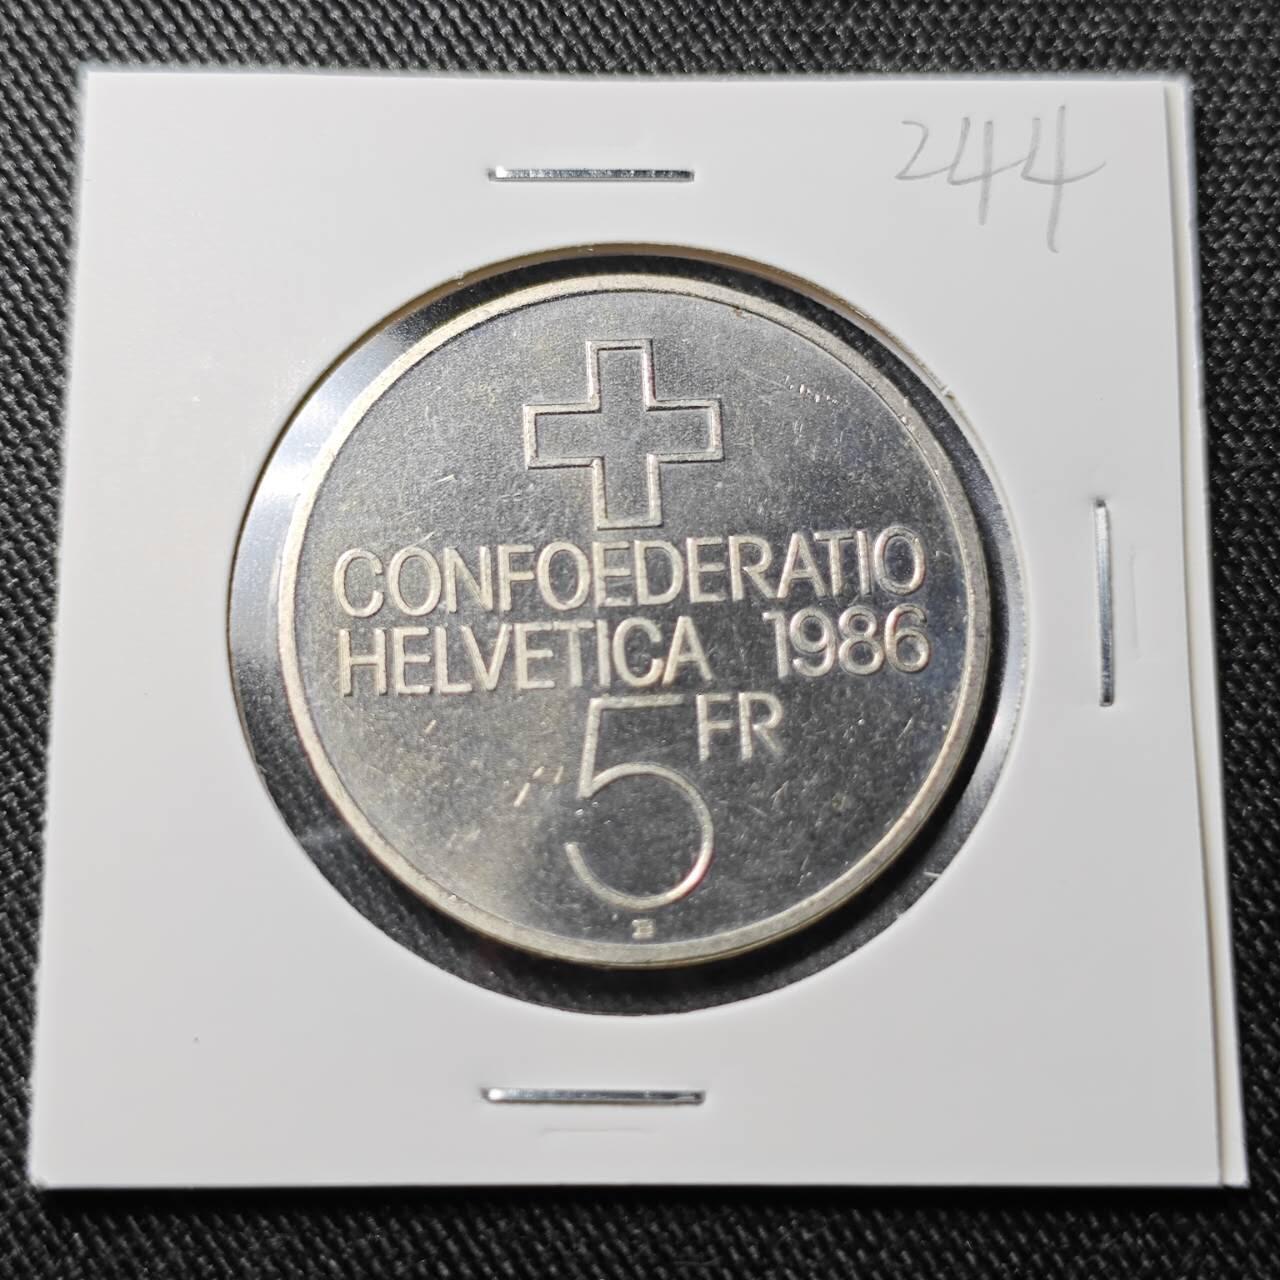 244
CONFOEDERATIO
HELVETICA 1986
5 FR
B